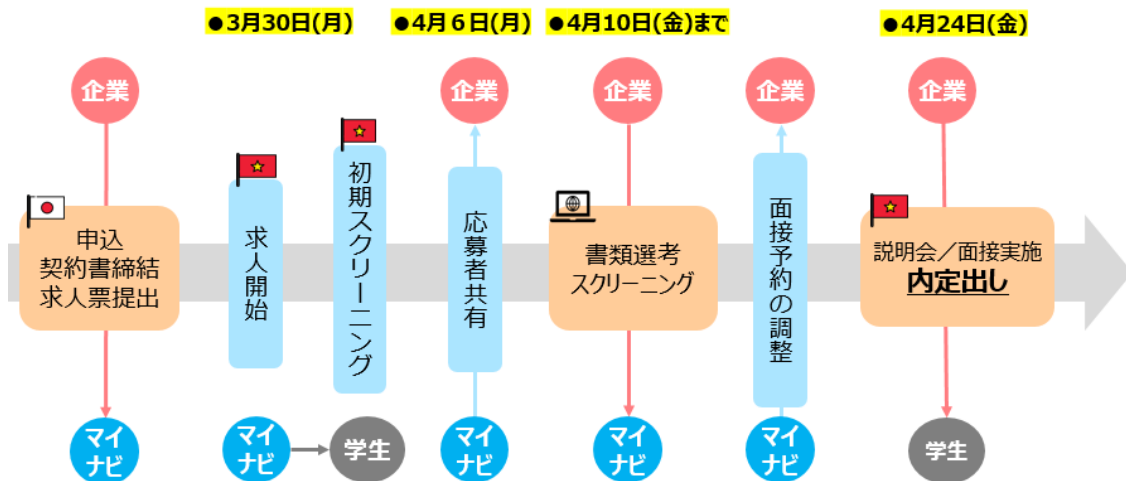 ●3月30日(月)
●4月６日(月)
●4月10日(金)まで
●4月24日(金)
企業
企業
企業
企業
企業
申込
契約書締結
求人票提出
求人開始
初期スクリーニング
応募者共有
書類選考
スクリーニング
面接予約の調整
説明会／面接実施
内定出し
マイ
ナビ
マイ
ナビ
学生
マイ
ナビ
マイ
ナビ
マイ
ナビ
学生